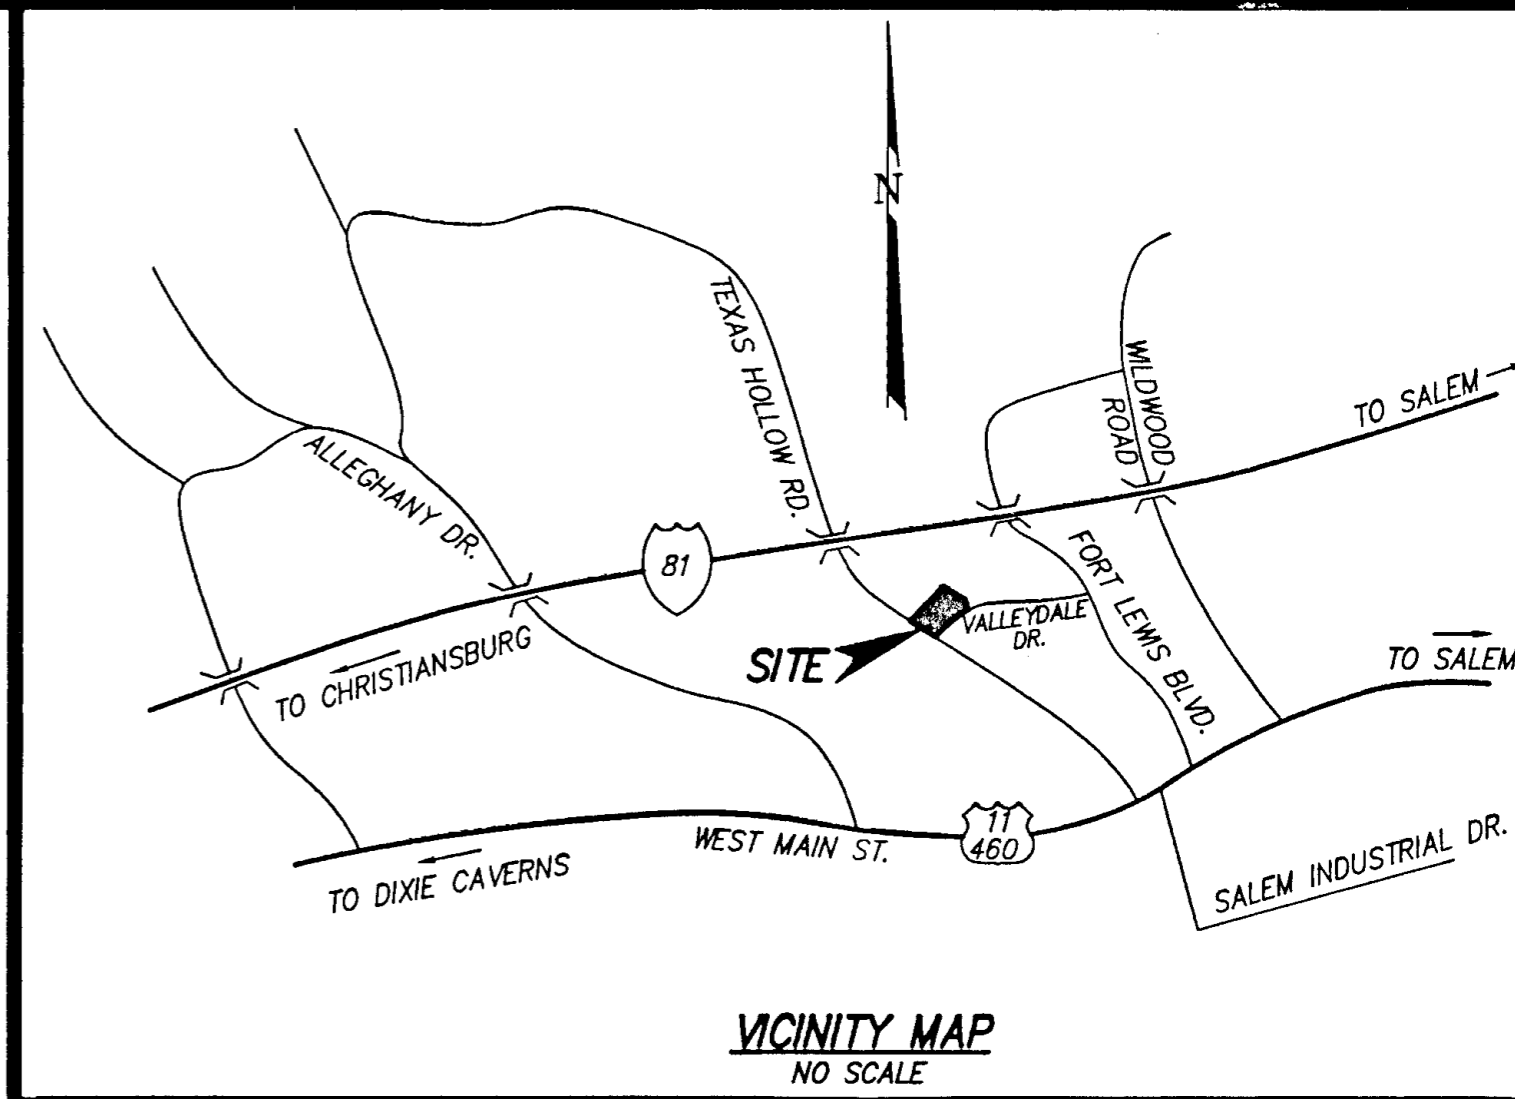 N
TEXAS HOLLOW RD.
WILDWOOD
ROAD
TO SALEM
ALLEGHANY DR.
81
FORT LEWIS BLVD.
VALLEYDALE
DR.
SITE
TO CHRISTIANSBURG
TO SALEM
WEST MAIN ST.
11
460
TO DIXIE CAVERNS
SALEM INDUSTRIAL DR.
VICINITY MAP
NO SCALE